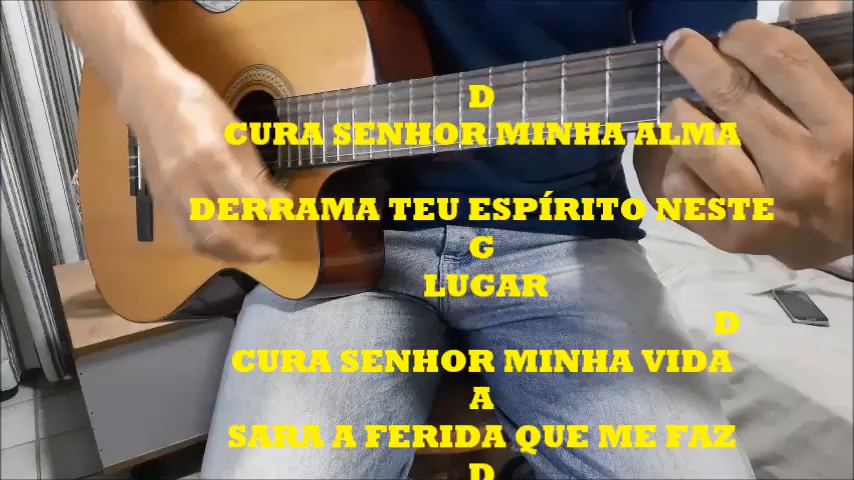 D
CURA SENHOR MINHA ALMA
DERRAMA TEU ESPÍRITO NESTE
G
LUGAR
D
CURA SENHOR MINHA VIDA
A
SARA A FERIDA QUE ME FAZ
D